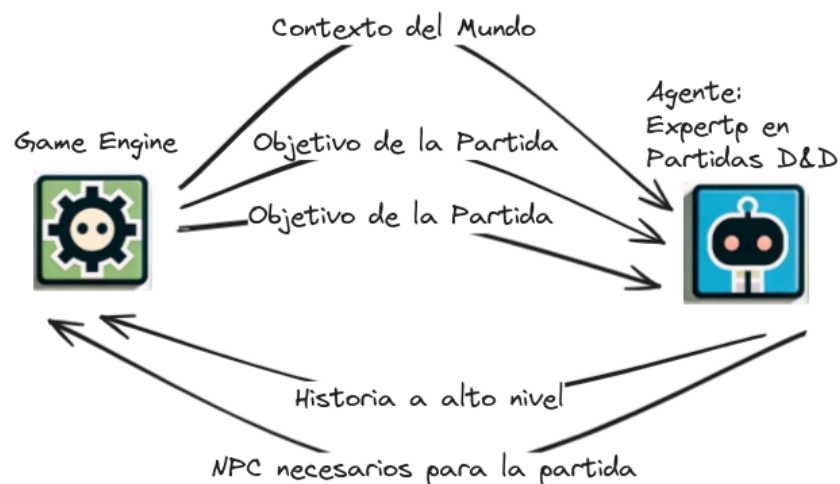 Contexto del Mundo
Game Engine
Objetivo de la Partida
Objetivo de la Partida
Agente:
Expertp en
Partidas D&D
Historia a alto nivel
NPC necesarios para la partida